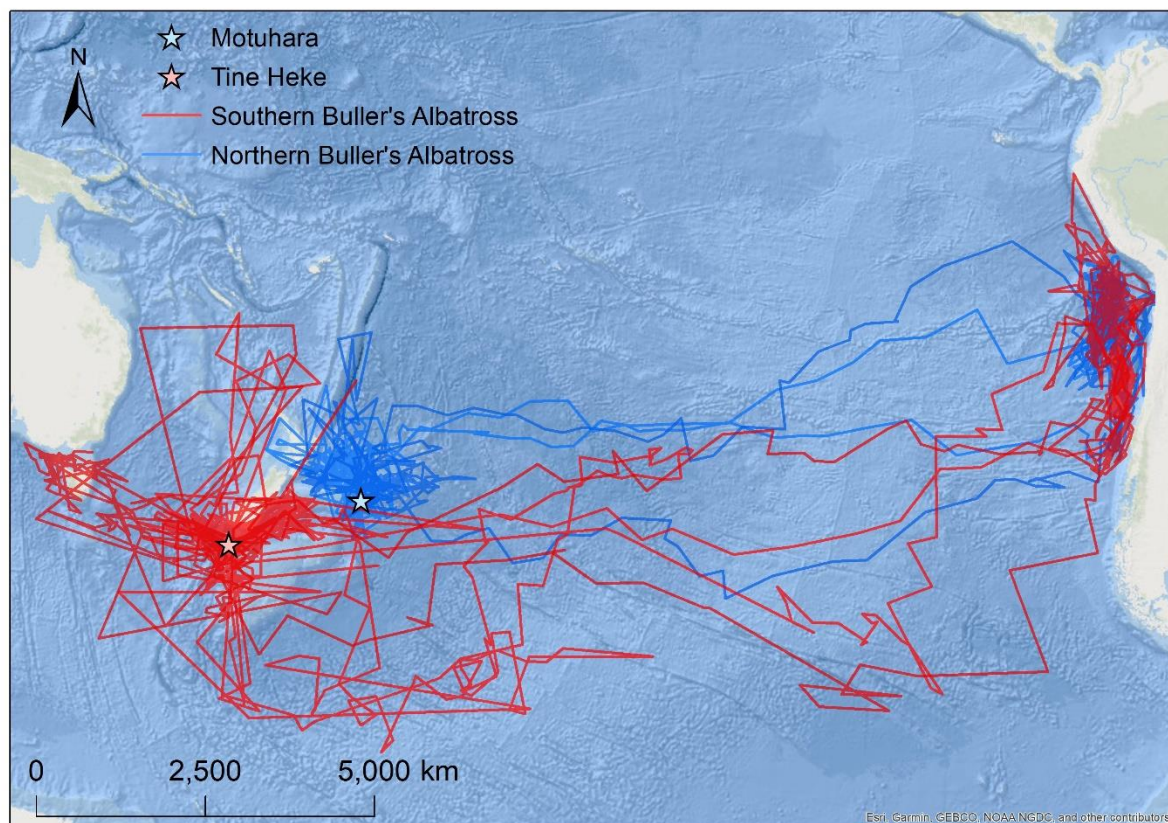 Motuhara
N
Tine Heke
Southern Buller's Albatross
Northern Buller's Albatross
0 2,500 5,000 km
Esri, Garmin, GEBCO, NOAA NGDC, and other contributors